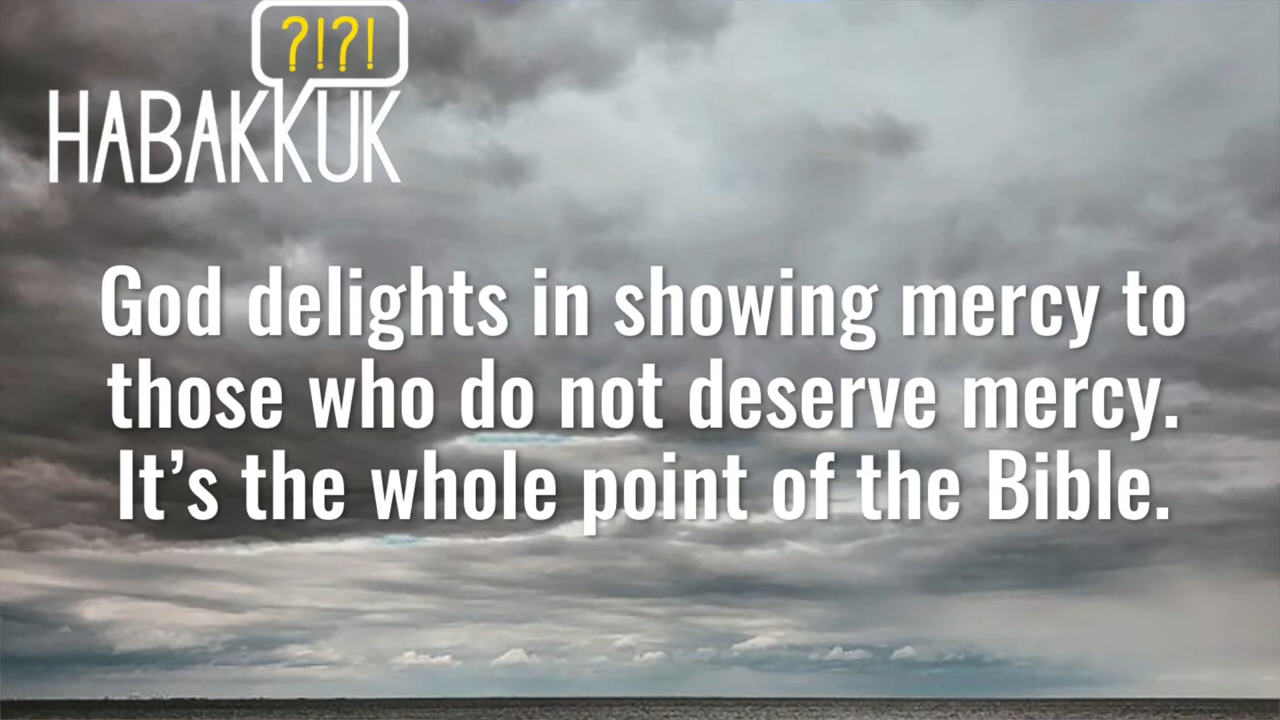 ?!?!
HABAKKUK
God delights in showing mercy to
those who do not deserve mercy.
It’s the whole point of the Bible.